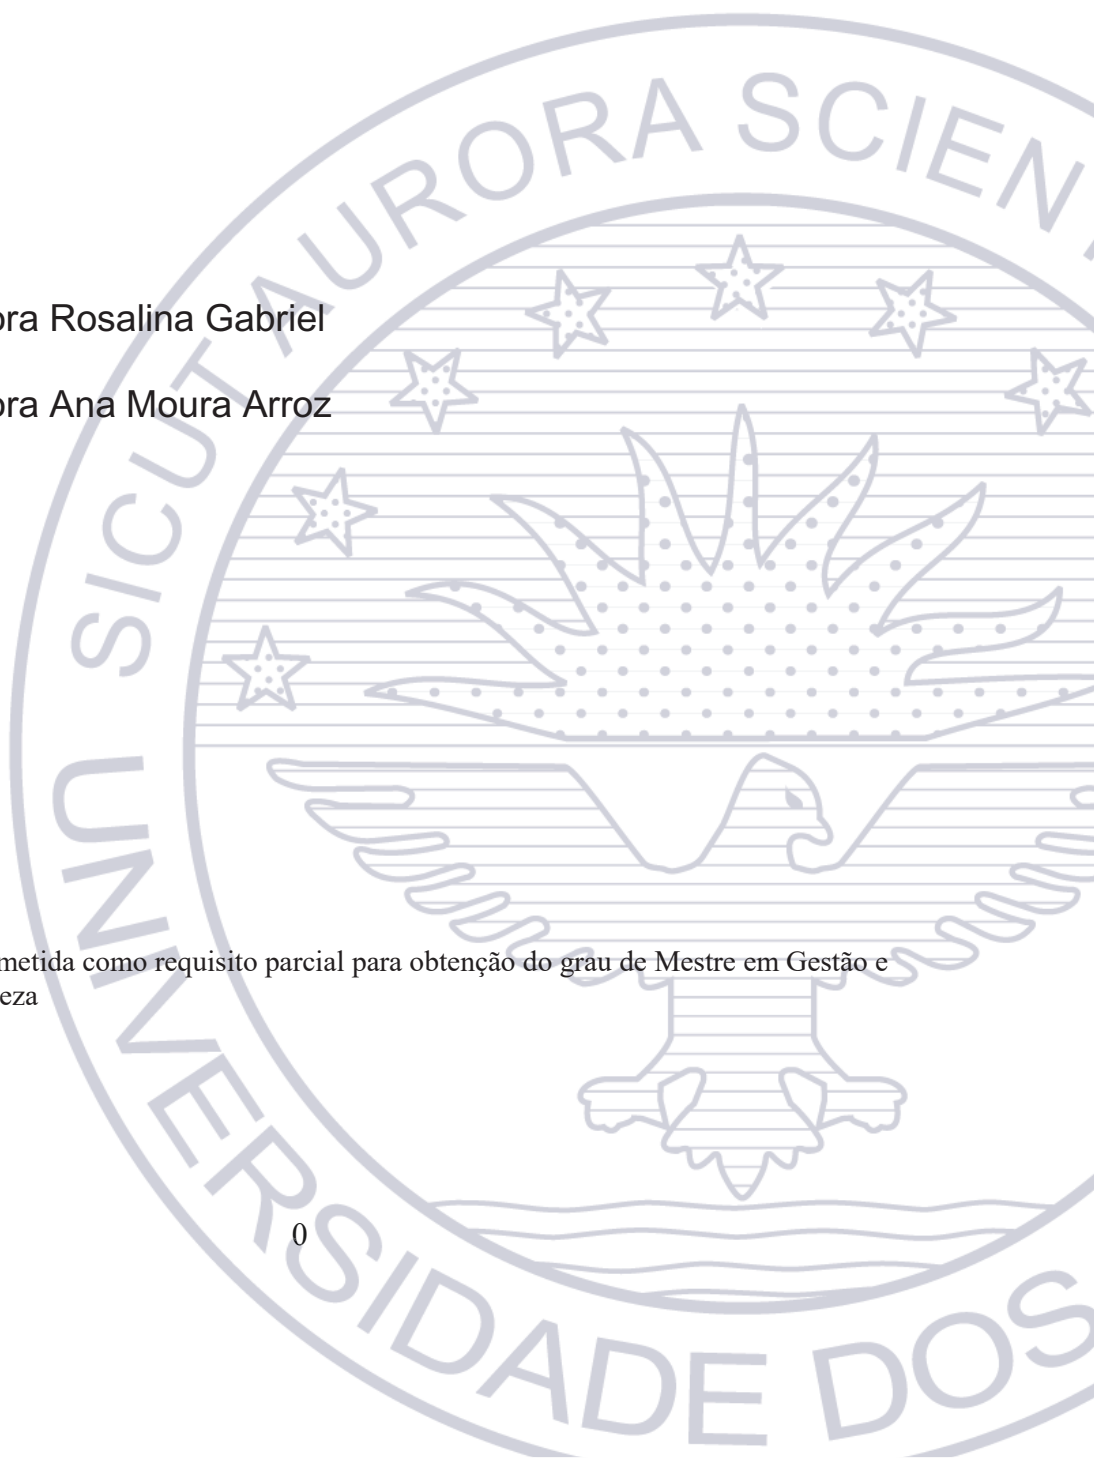 SICUT AURORA SCIEN
ora Rosalina Gabriel
ora Ana Moura Arroz
metida como requisito parcial para obtenção do grau de Mestre em Gestão e
eza
0
UNIVERSIDADE DOS